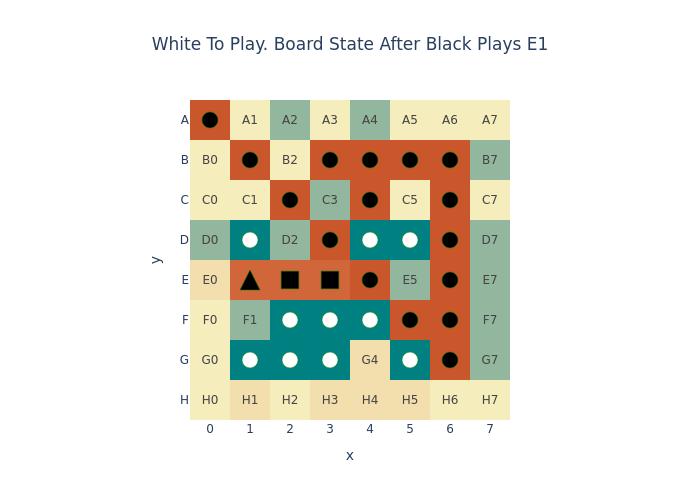 White To Play. Board State After Black Plays E1
A A1 A2 A3 A4 A5 A6 A7
B B0 B2 B7
C C0 C1 C3 C5 C7
D D0 D2 D7
E E0 E5 E7
F F0 F1 F7
G G0 G4 G7
H H0 H1 H2 H3 H4 H5 H6 H7
0 1 2 3 4 5 6 7
x
y